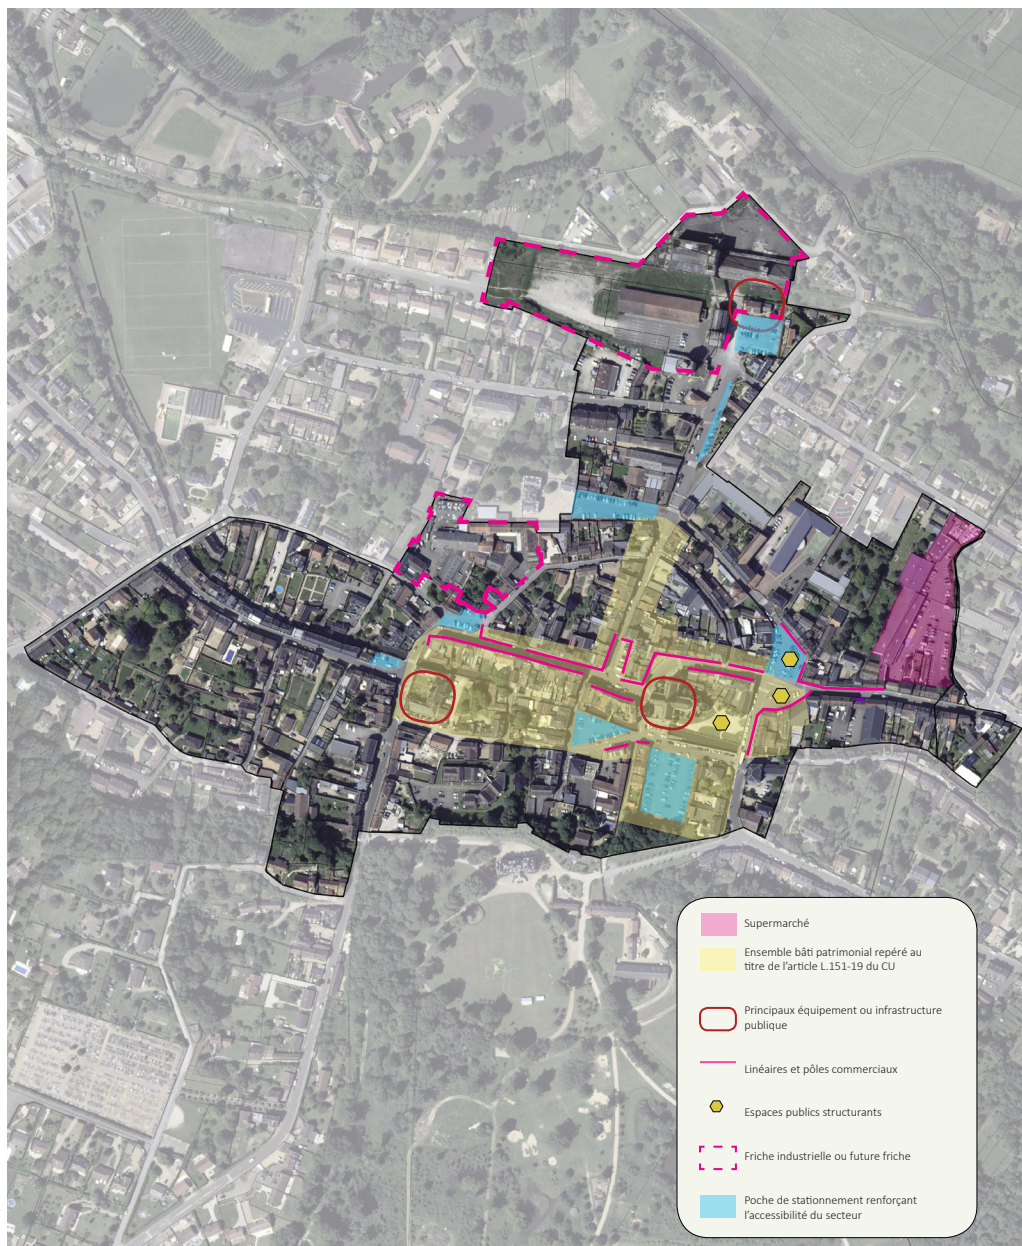 Supermarché
Ensemble bâti patrimonial repéré au
titre de l'article L.151-19 du CU
Principaux équipement ou infrastructure
publique
Linéaires et pôles commerciaux
Espaces publics structurants
Friche industrielle ou future friche
Poche de stationnement renforçant
l'accessibilité du secteur